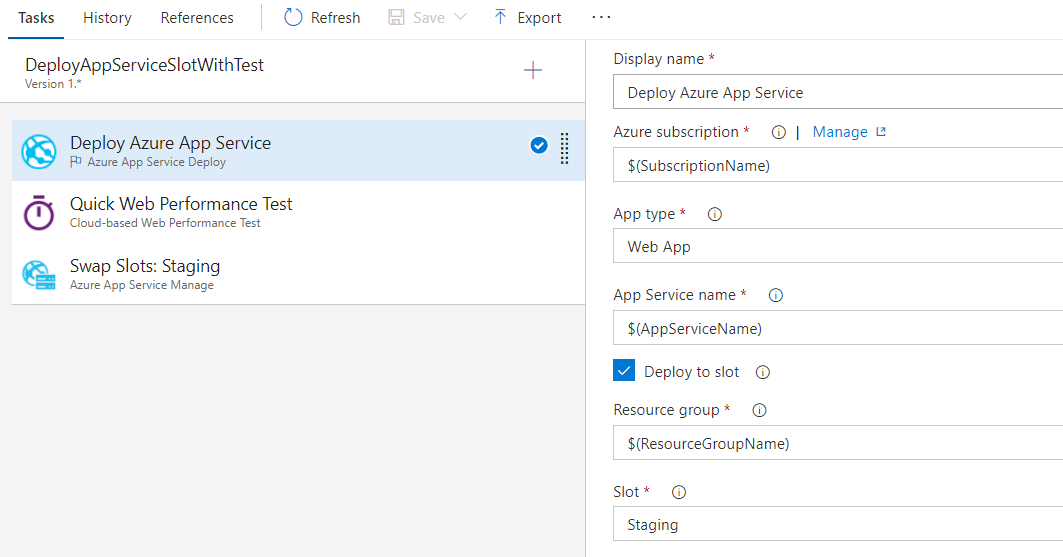 Tasks History References Refresh Save Export ...
DeployAppServiceSlotWithTest
Version 1.*
Deploy Azure App Service
Azure App Service Deploy
Quick Web Performance Test
Cloud-based Web Performance Test
Swap Slots: Staging
Azure App Service Manage
Display name *
Deploy Azure App Service
Azure subscription * | Manage
$(SubscriptionName)
App type *
Web App
App Service name *
$(AppServiceName)
Deploy to slot
Resource group *
$(ResourceGroupName)
Slot *
Staging